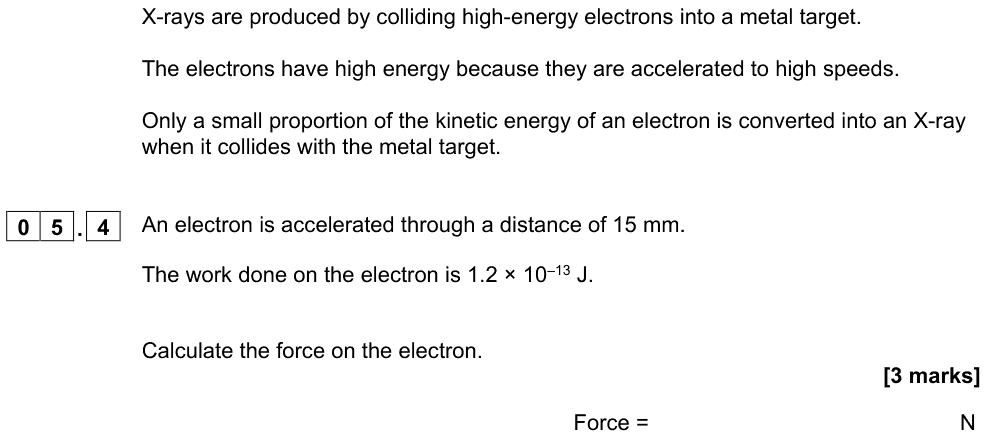 X-rays are produced by colliding high-energy electrons into a metal target.
The electrons have high energy because they are accelerated to high speeds.
Only a small proportion of the kinetic energy of an electron is converted into an X-ray
when it collides with the metal target.
0 5 . 4 An electron is accelerated through a distance of 15 mm.
The work done on the electron is 1.2 × 10⁻¹³ J.
Calculate the force on the electron.
[3 marks]
Force = N